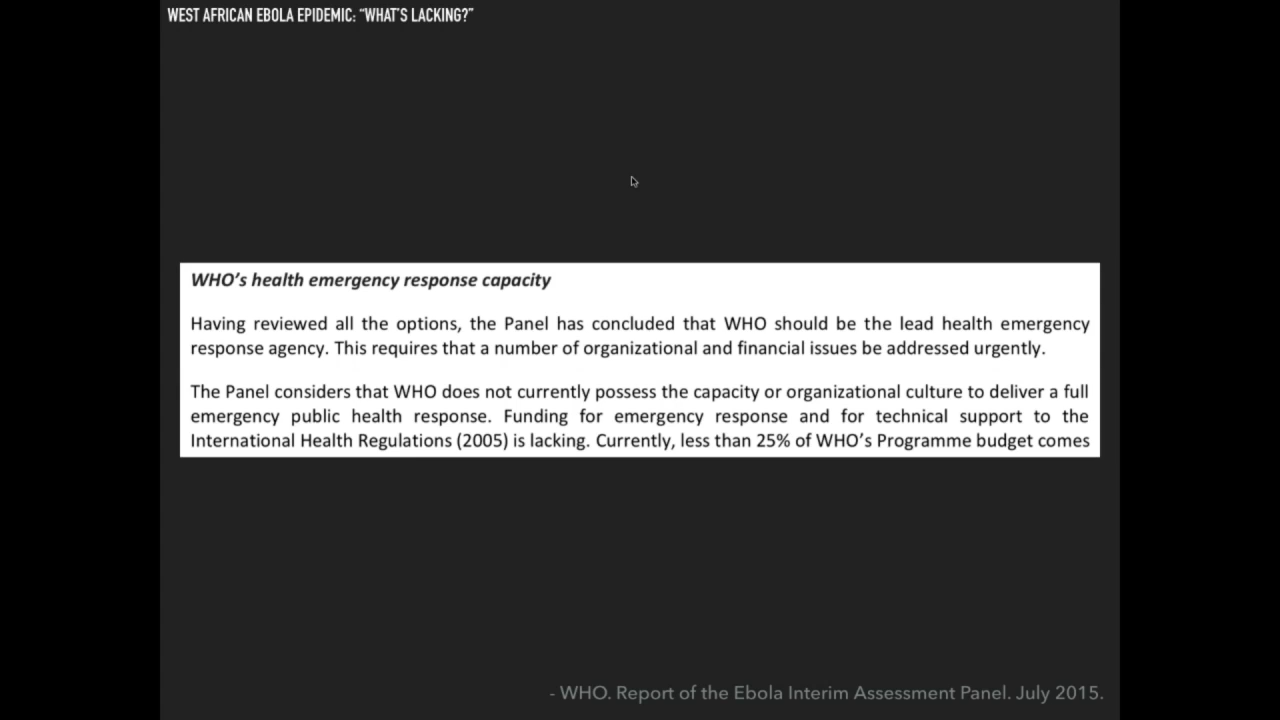 WEST AFRICAN EBOLA EPIDEMIC: “WHAT’S LACKING?”
WHO’s health emergency response capacity
Having reviewed all the options, the Panel has concluded that WHO should be the lead health emergency
response agency. This requires that a number of organizational and financial issues be addressed urgently.
The Panel considers that WHO does not currently possess the capacity or organizational culture to deliver a full
emergency public health response. Funding for emergency response and for technical support to the
International Health Regulations (2005) is lacking. Currently, less than 25% of WHO’s Programme budget comes
- WHO. Report of the Ebola Interim Assessment Panel. July 2015.